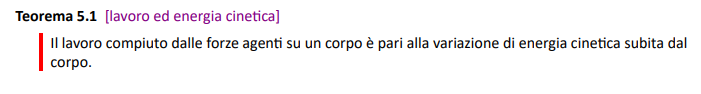 Teorema 5.1 [lavoro ed energia cinetica]
Il lavoro compiuto dalle forze agenti su un corpo è pari alla variazione di energia cinetica subita dal
corpo.